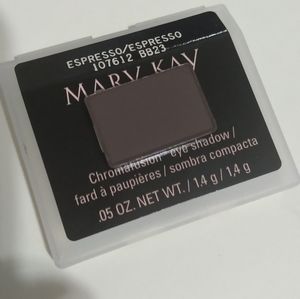 ESPRESSO/ESPRESSO
107612 BB23
MARY KAY
Chromafusion® eye shadow /
fard à paupières / sombra compacta
.05 OZ. NET WT. / 1.4 g / 1,4 g